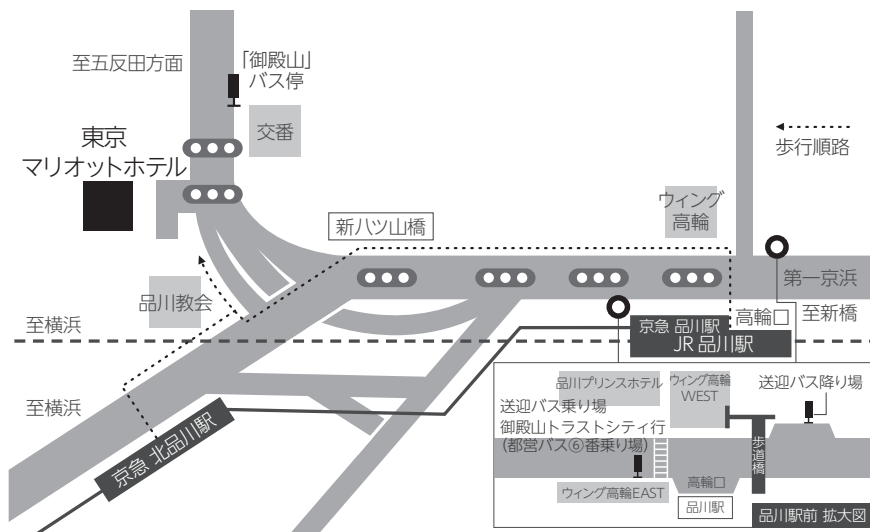 至五反田方面
「御殿山」
バス停
交番
東京
マリオットホテル
歩行順路
ウィング
高輪
新八ツ山橋
第一京浜
品川教会
至横浜
京急 品川駅
高輪口
至新橋
JR 品川駅
至横浜
京急 北品川駅
品川プリンスホテル
ウィング高輪
WEST
送迎バス降り場
送迎バス乗り場
御殿山トラストシティ行
(都営バス⑥番乗り場)
歩道橋
高輪口
ウィング高輪EAST
品川駅
品川駅前 拡大図